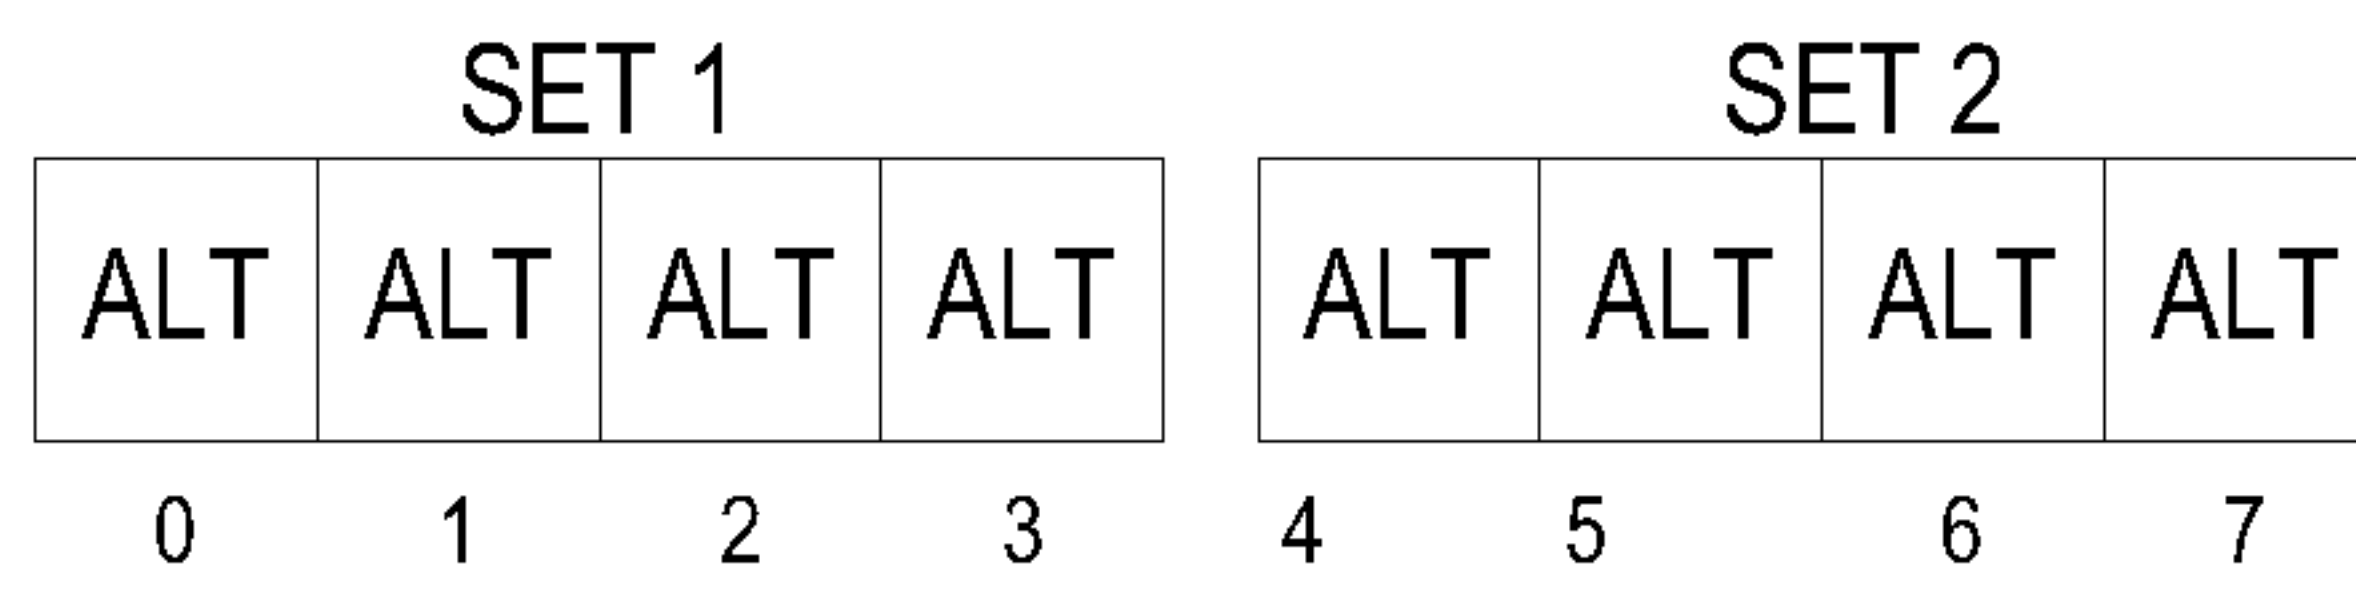 SET 1 SET 2
ALT ALT ALT ALT ALT ALT ALT ALT
0 1 2 3 4 5 6 7